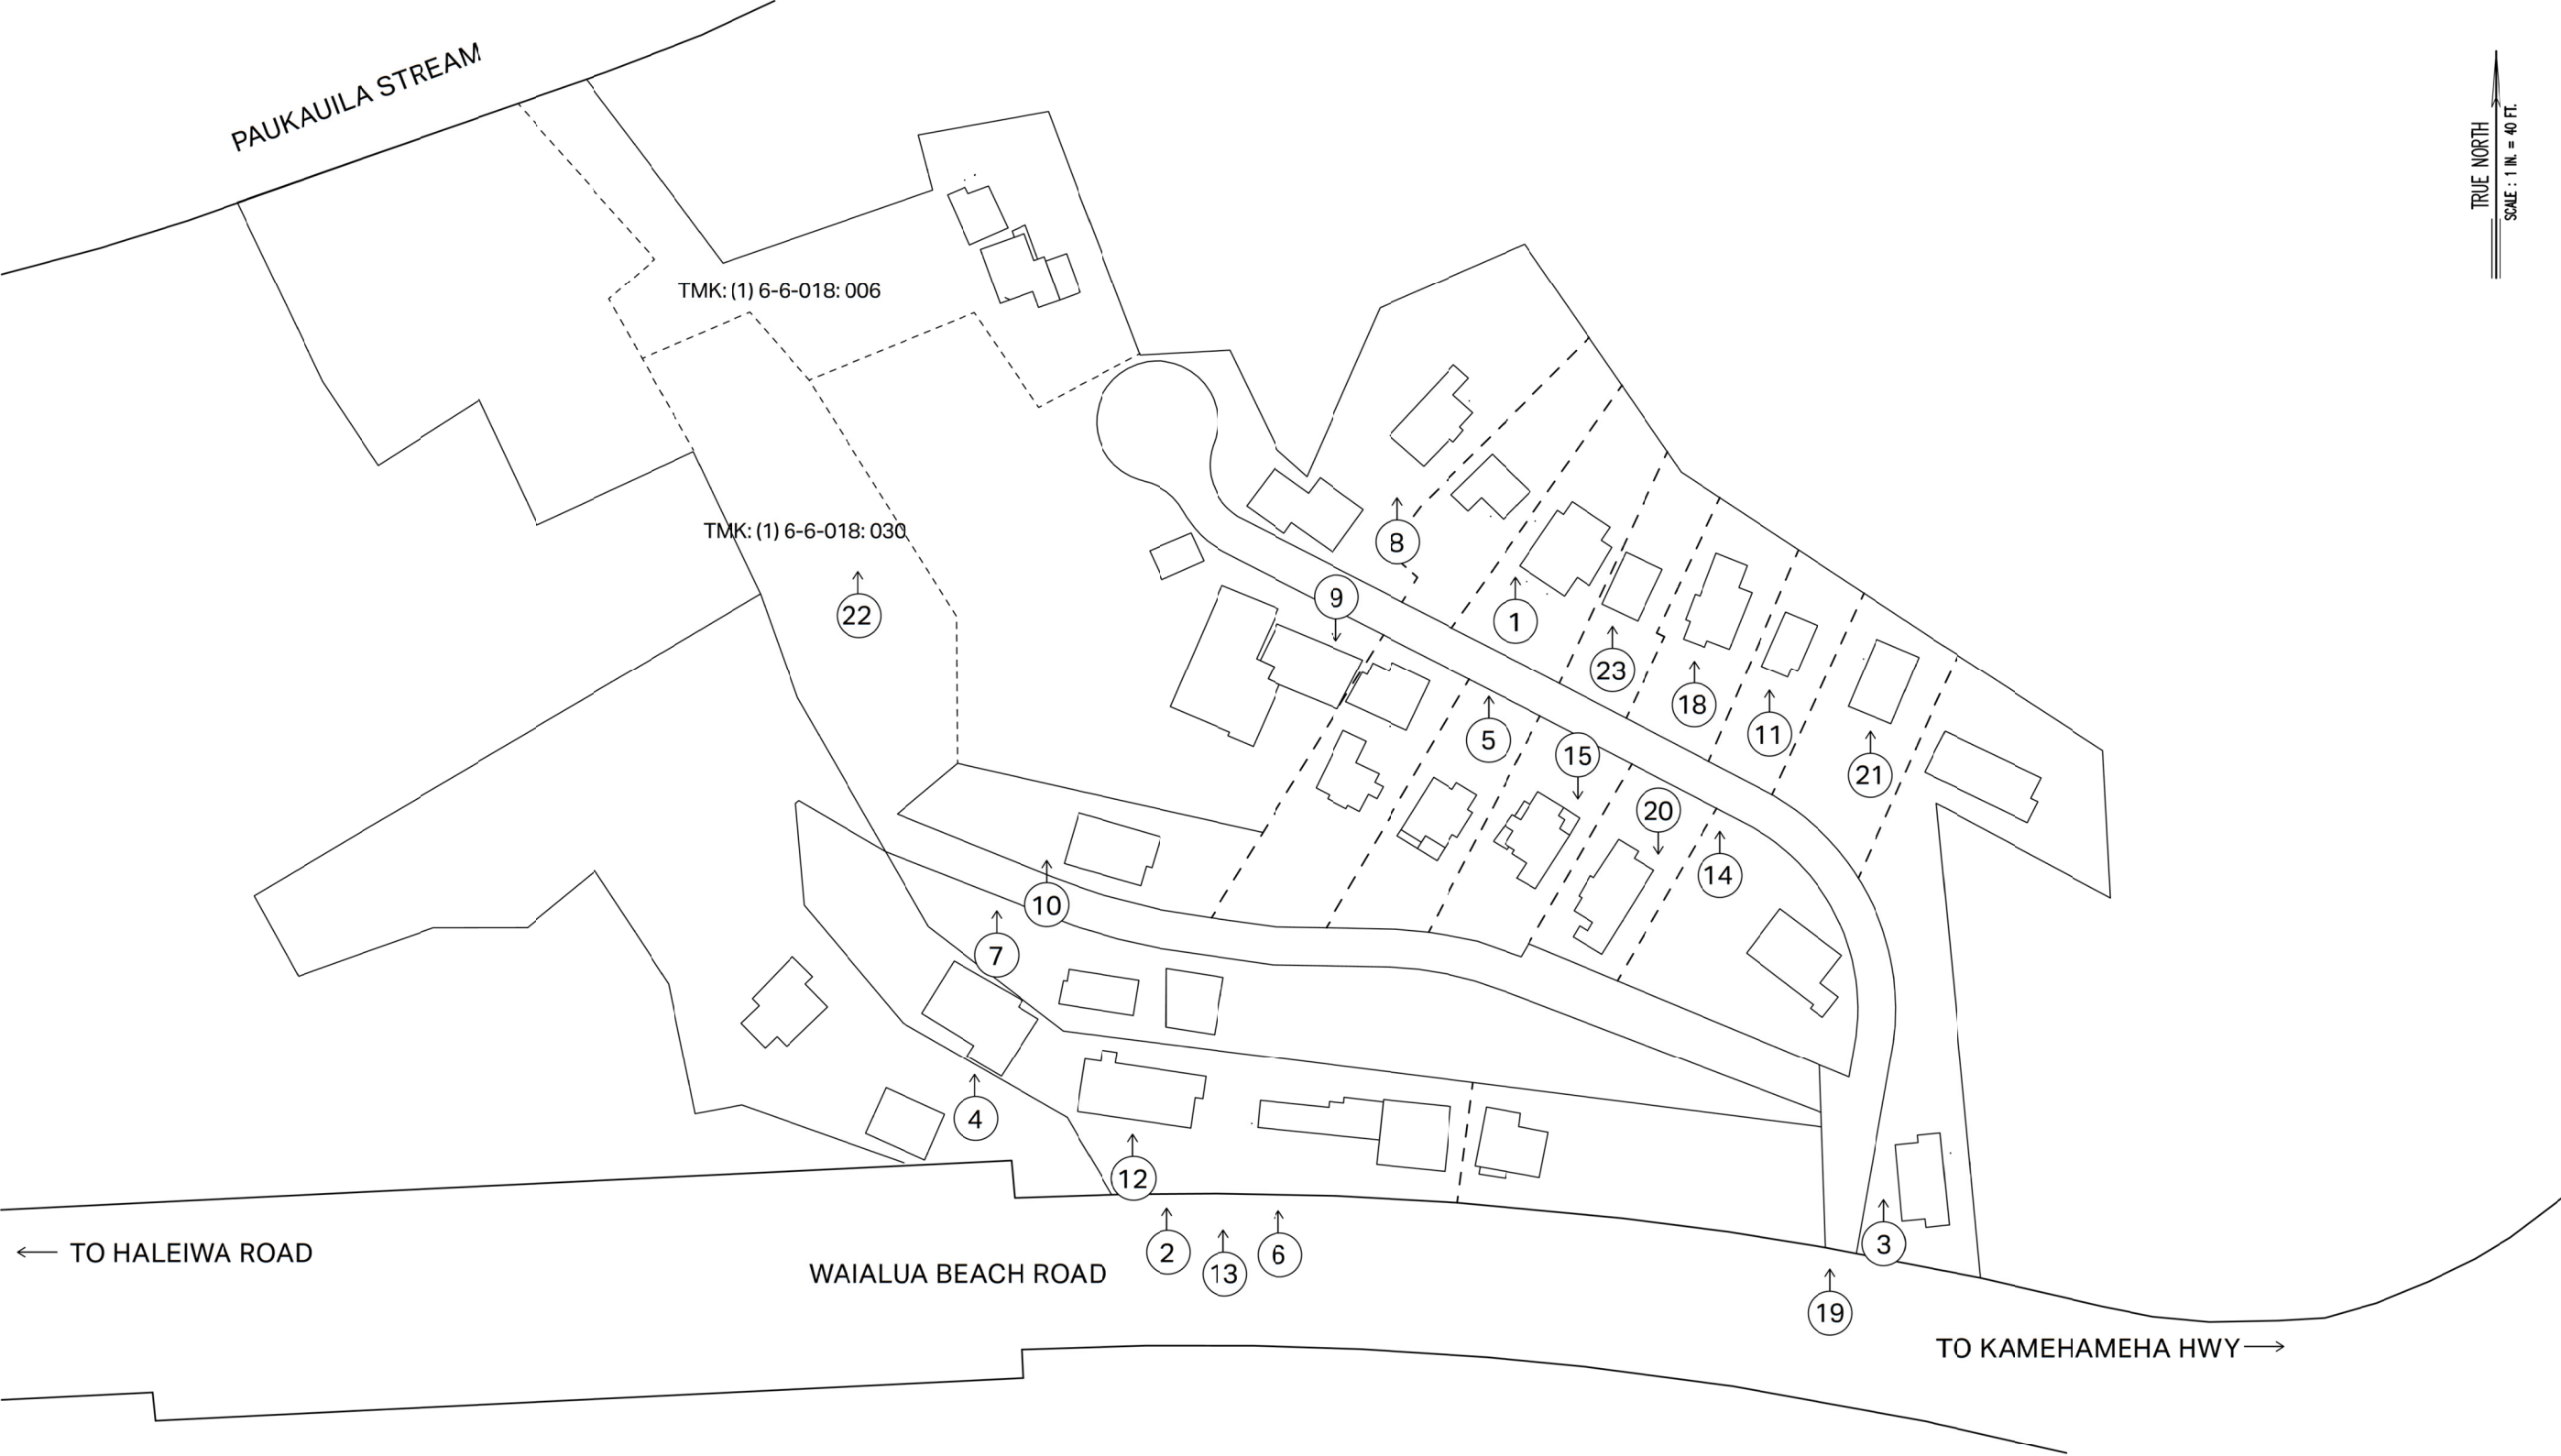 PAUKAUILA STREAM
TRUE NORTH
SCALE : 1 IN. = 40 FT.
TMK: (1) 6-6-018: 006
TMK: (1) 6-6-018: 030
8
9
22
1
23
18
11
5
15
21
20
14
10
7
4
12
3
2
6
13
19
← TO HALEIWA ROAD
WAIALUA BEACH ROAD
TO KAMEHAMEHA HWY →